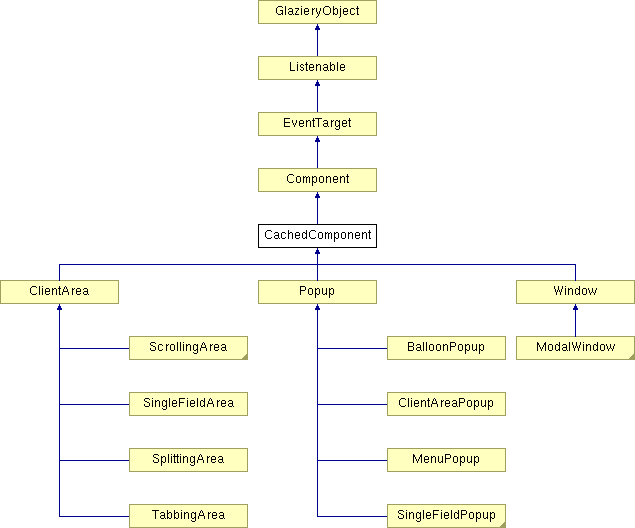 GlazieryObject
Listenable
EventTarget
Component
CachedComponent
ClientArea
Popup
Window
ScrollingArea
BalloonPopup
ModalWindow
SingleFieldArea
ClientAreaPopup
SplittingArea
MenuPopup
TabbingArea
SingleFieldPopup